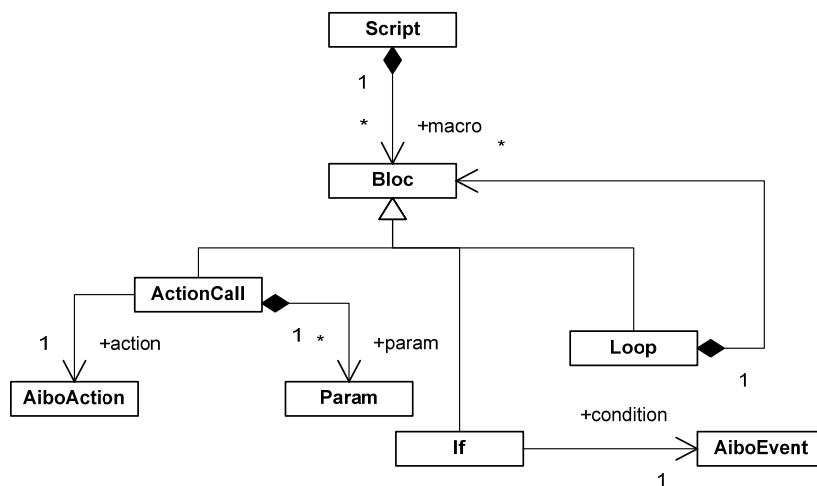 Script
1
* +macro
*
Bloc
ActionCall
1 +action
1
* +param
Loop
1
AiboAction
Param
+condition
If
AiboEvent
1